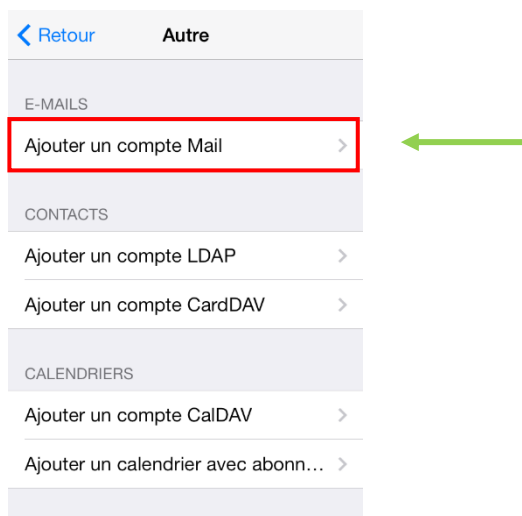 Retour Autre
E-MAILS
Ajouter un compte Mail
CONTACTS
Ajouter un compte LDAP
Ajouter un compte CardDAV
CALENDRIERS
Ajouter un compte CalDAV
Ajouter un calendrier avec abonn...